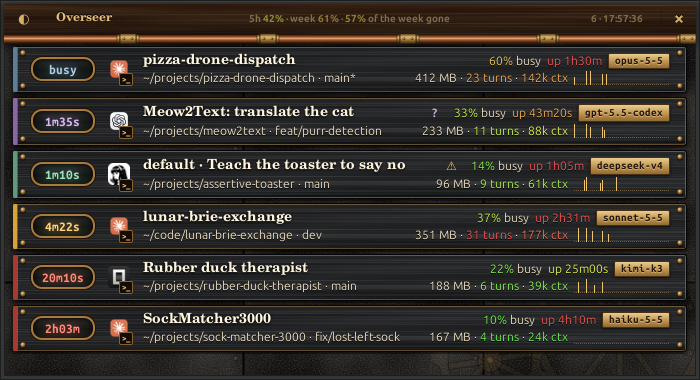 Overseer 5h 42% · week 61% · 57% of the week gone 6 · 17:57:36 ×
busy pizza-drone-dispatch 60% busy up 1h30m opus-5-5
~/projects/pizza-drone-dispatch · main* 412 MB · 23 turns · 142k ctx
1m35s Meow2Text: translate the cat ? 33% busy up 43m20s gpt-5.5-codex
~/projects/meow2text · feat/purr-detection 233 MB · 11 turns · 88k ctx
1m10s default · Teach the toaster to say no ⚠ 14% busy up 1h05m deepseek-v4
~/projects/assertive-toaster · main 96 MB · 9 turns · 61k ctx
4m22s lunar-brie-exchange 37% busy up 2h31m sonnet-5-5
~/code/lunar-brie-exchange · dev 351 MB · 31 turns · 177k ctx
20m10s Rubber duck therapist 22% busy up 25m00s kimi-k3
~/projects/rubber-duck-therapist · main 188 MB · 6 turns · 39k ctx
2h03m SockMatcher3000 10% busy up 4h10m haiku-5-5
~/projects/sock-matcher-3000 · fix/lost-left-sock 167 MB · 4 turns · 24k ctx